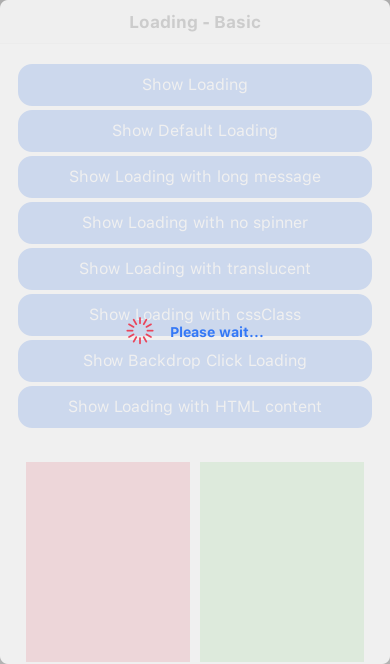 Loading - Basic
Show Loading
Show Default Loading
Show Loading with long message
Show Loading with no spinner
Show Loading with translucent
Show Loading with cssClass
Please wait...
Show Backdrop Click Loading
Show Loading with HTML content